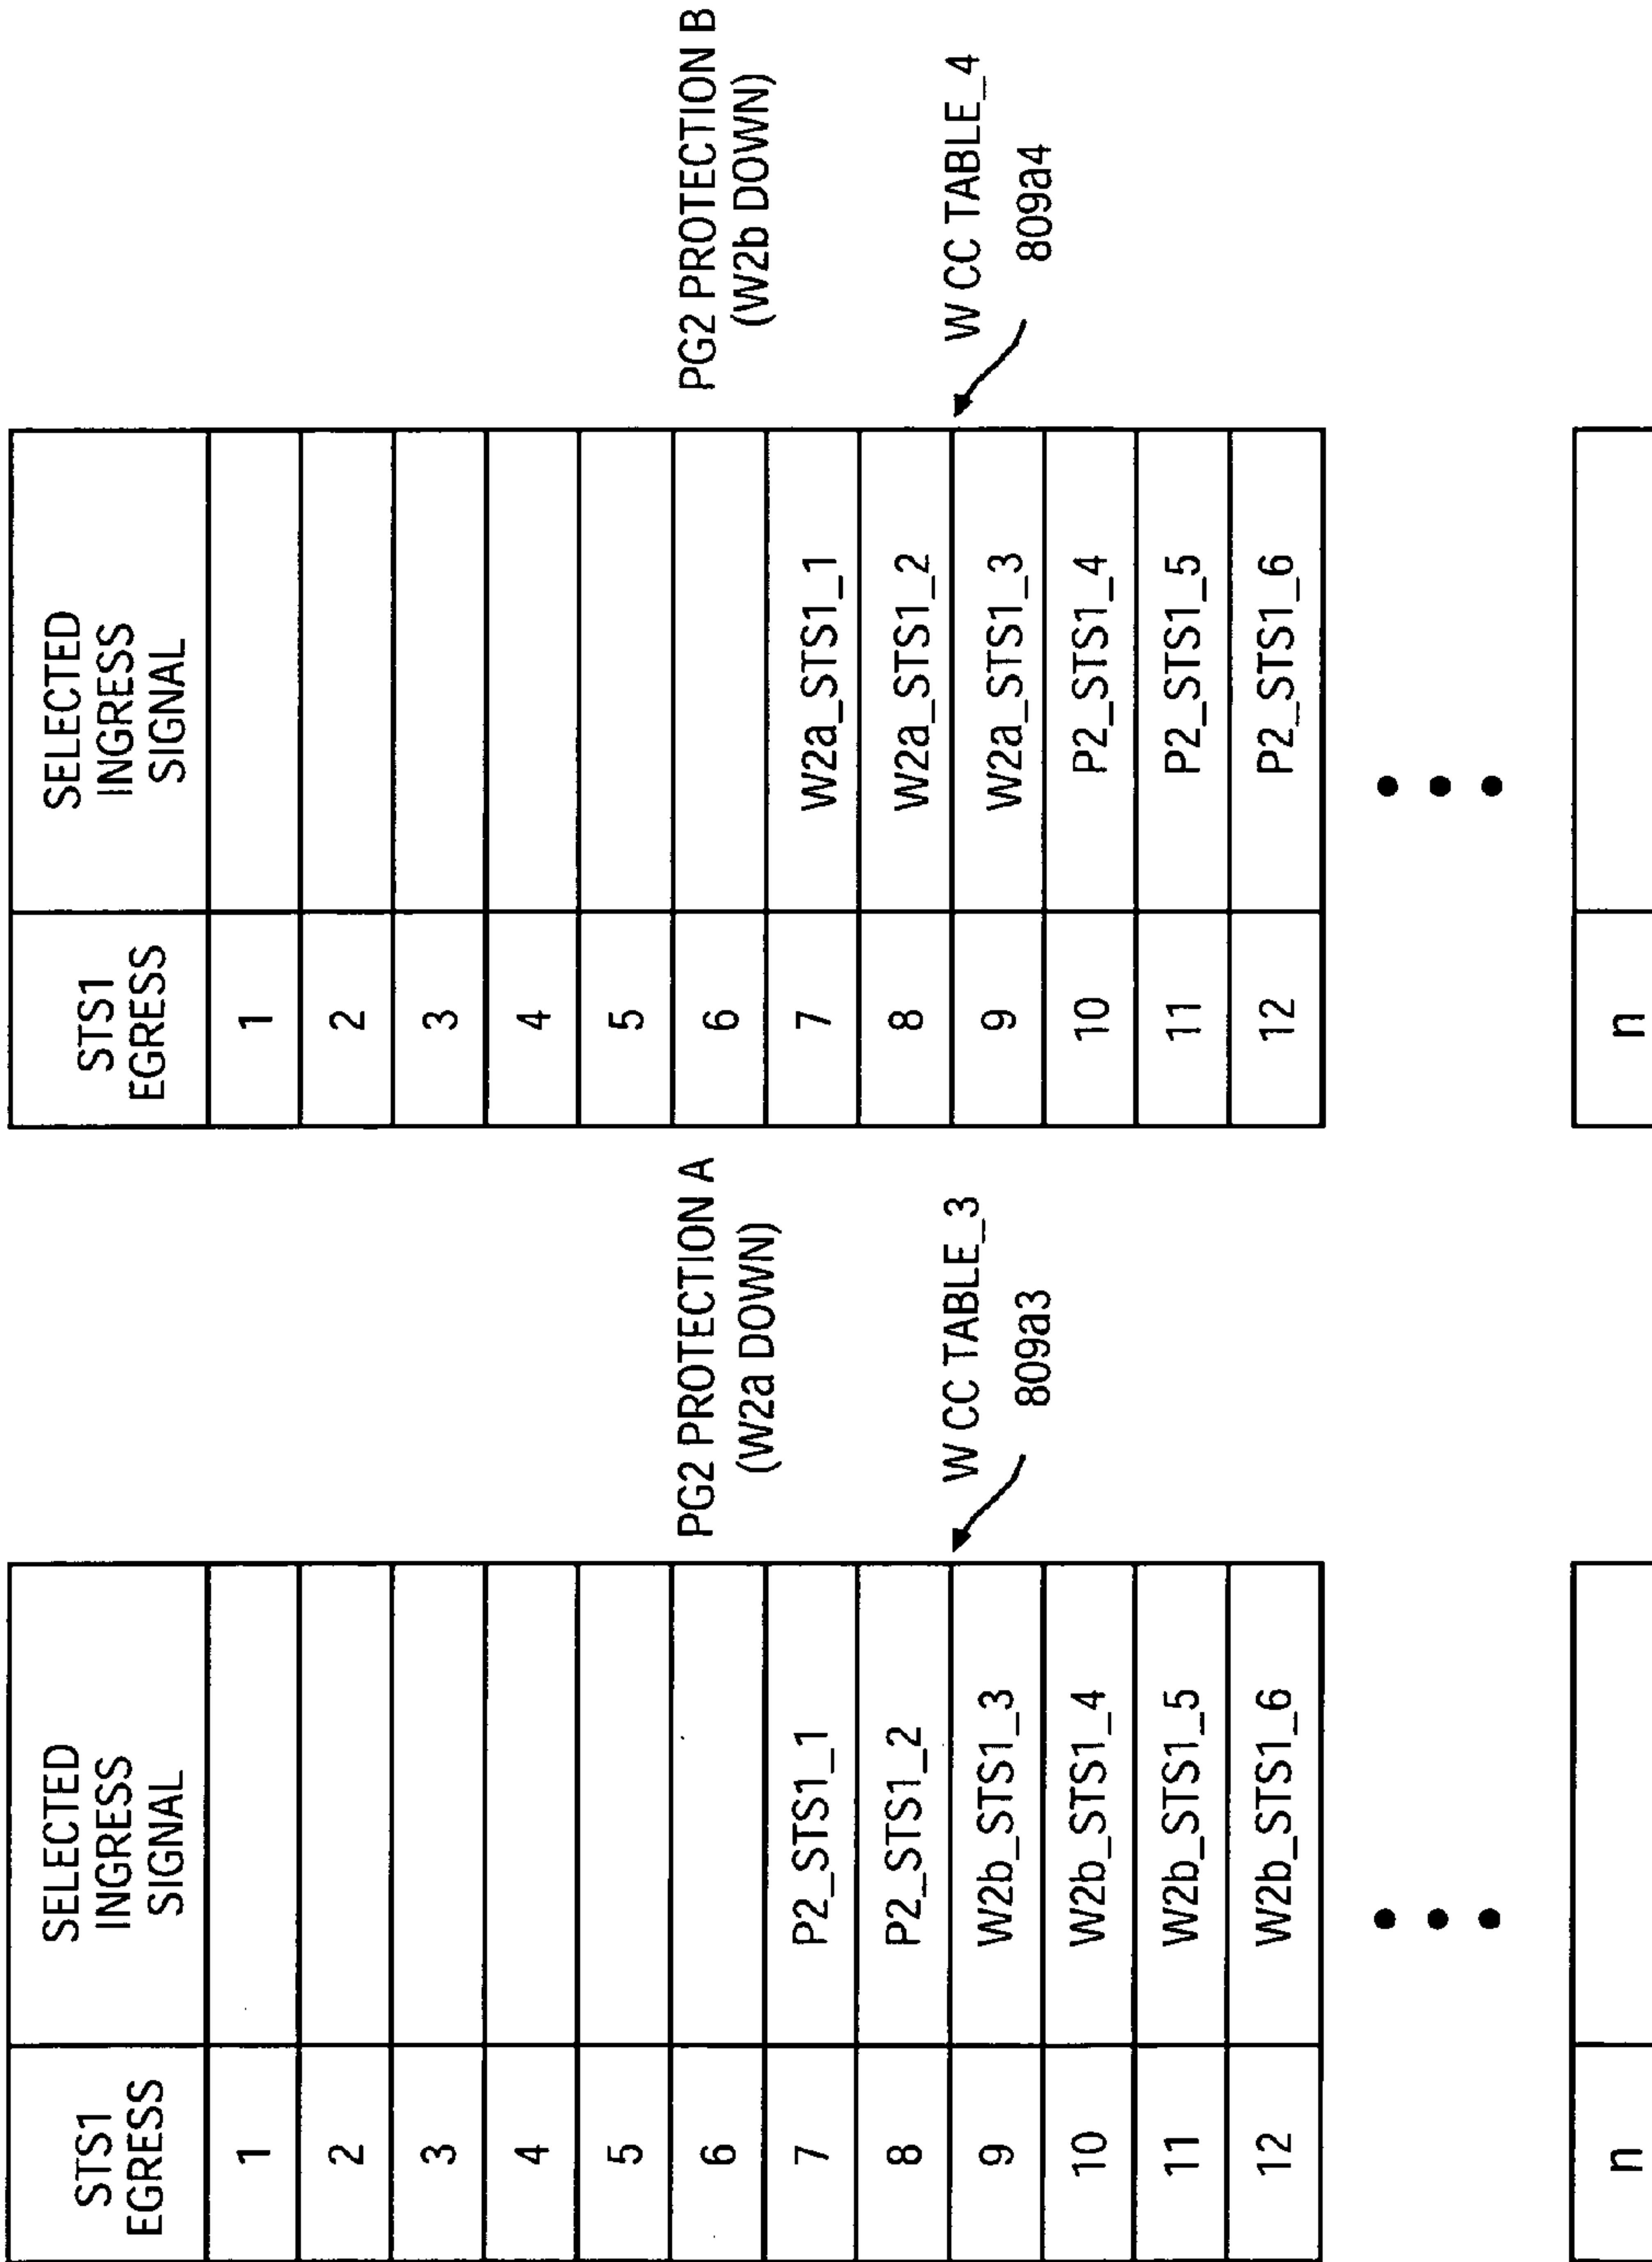 STS1 EGRESS | SELECTED INGRESS SIGNAL
1
2
3
4
5
6
7 | P2_STS1_1
8 | P2_STS1_2
9 | W2b_STS1_3
10 | W2b_STS1_4
11 | W2b_STS1_5
12 | W2b_STS1_6
n
PG2 PROTECTION A
(W2a DOWN)
W CC TABLE_3
809a3
STS1 EGRESS | SELECTED INGRESS SIGNAL
1
2
3
4
5
6
7 | W2a_STS1_1
8 | W2a_STS1_2
9 | W2a_STS1_3
10 | P2_STS1_4
11 | P2_STS1_5
12 | P2_STS1_6
n
PG2 PROTECTION B
(W2b DOWN)
W CC TABLE_4
809a4